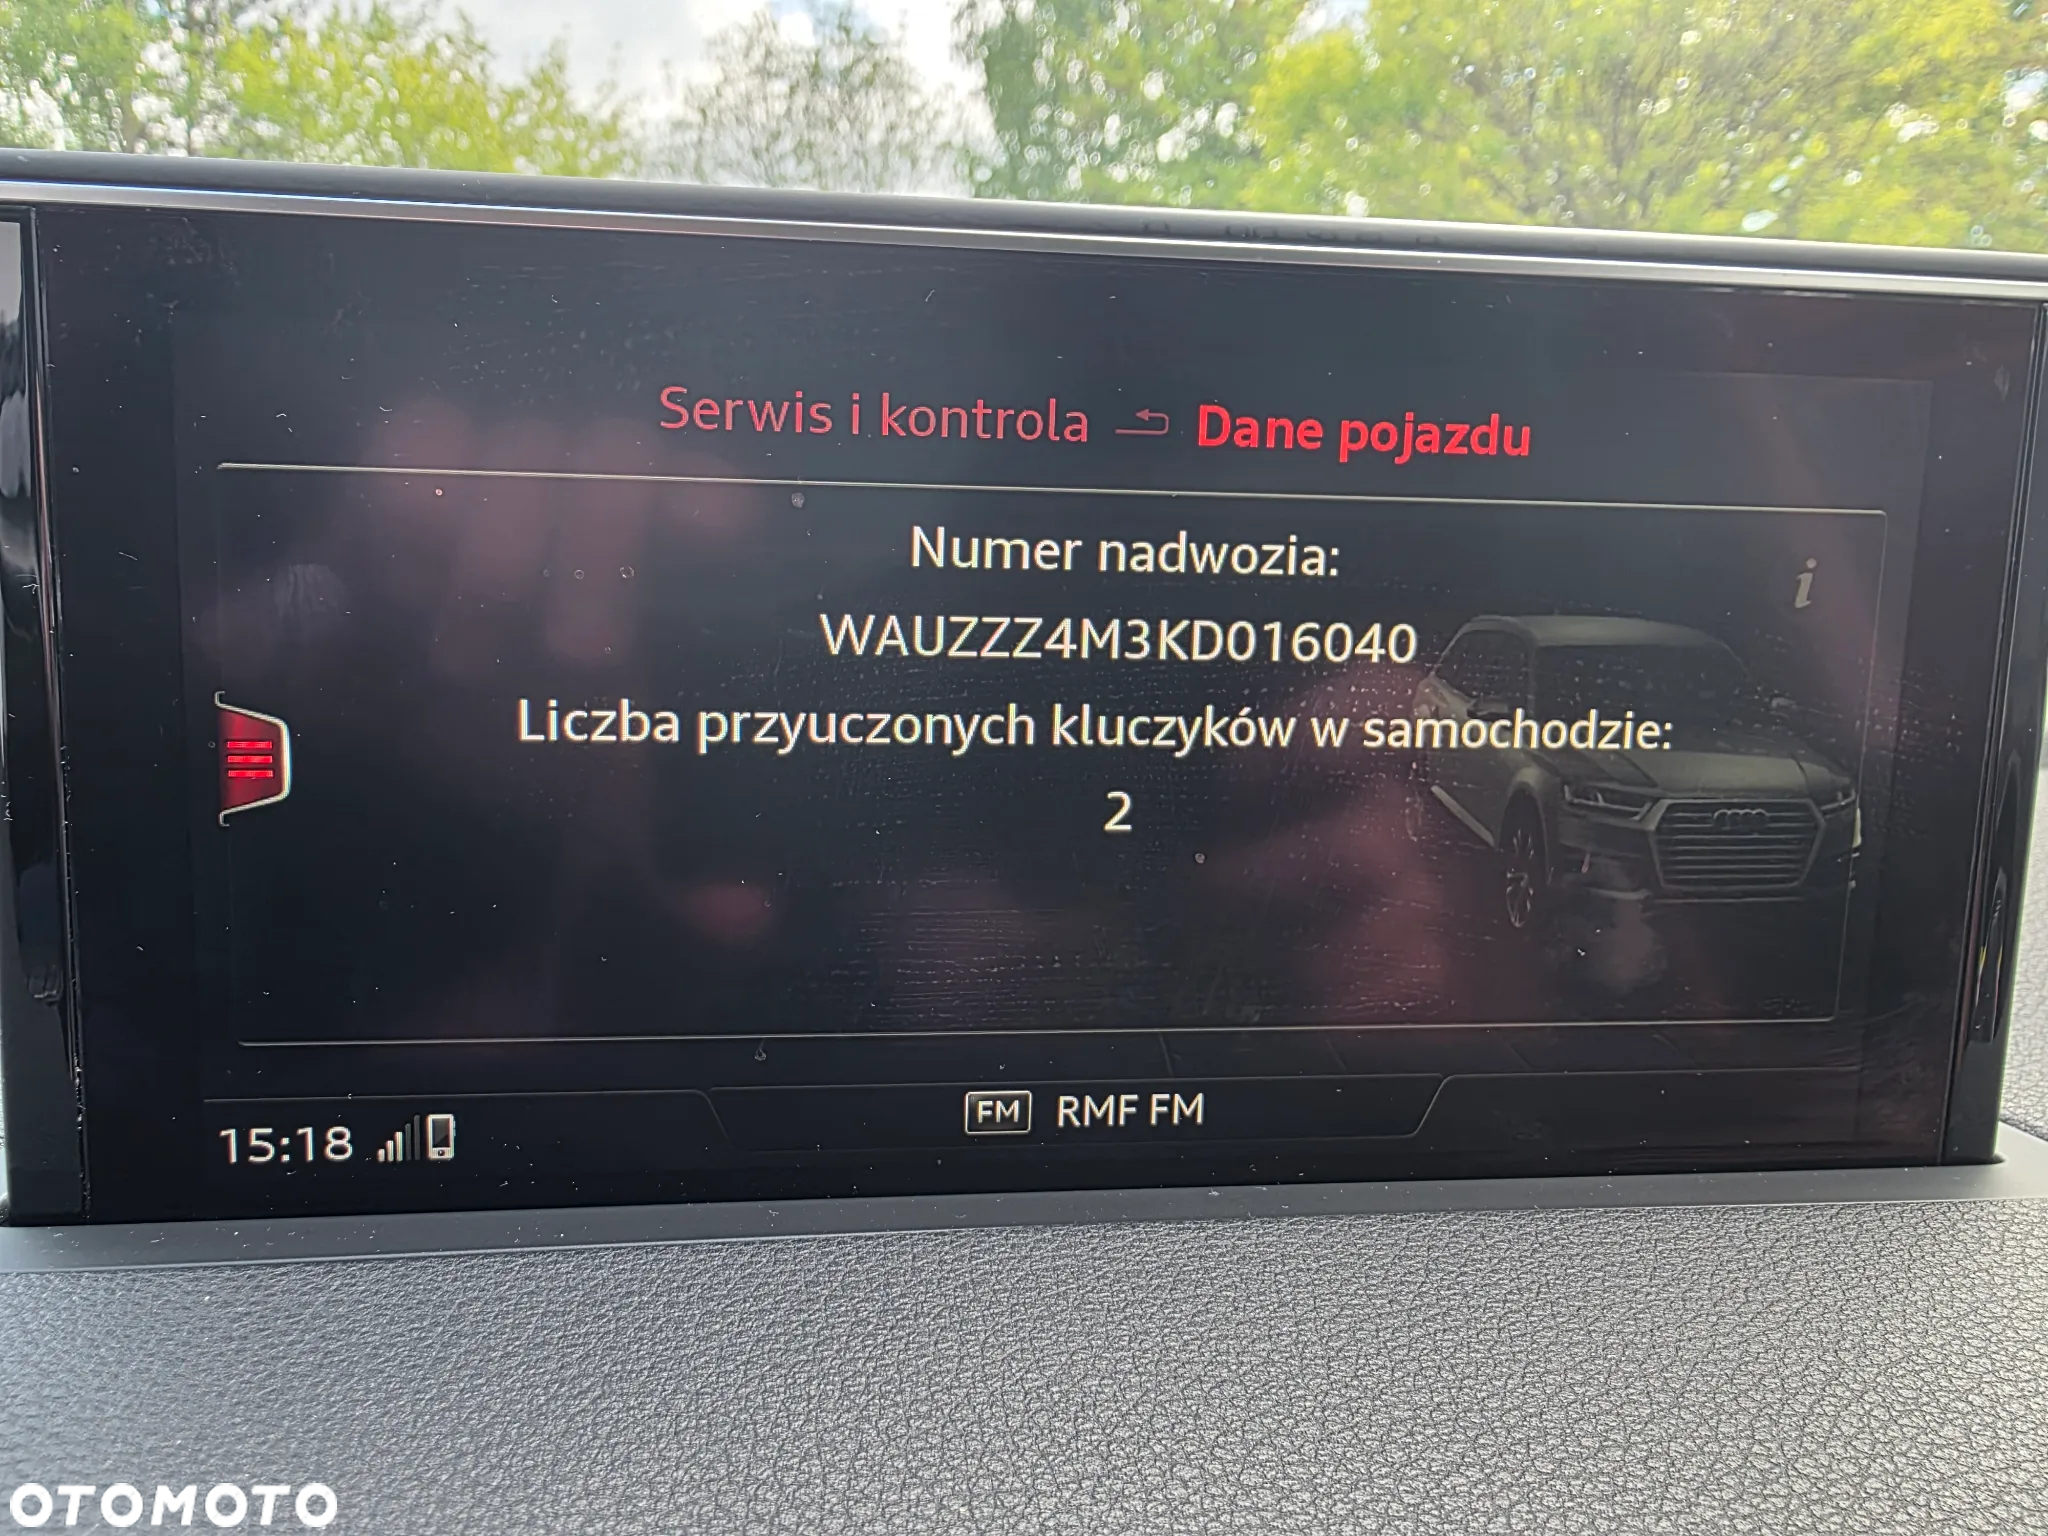 Serwis i kontrola Dane pojazdu
Numer nadwozia:
WAUZZZ4M3KD016040
Liczba przyuczonych kluczyków w samochodzie:
2
FM RMF FM
15:18
OTOMOTO